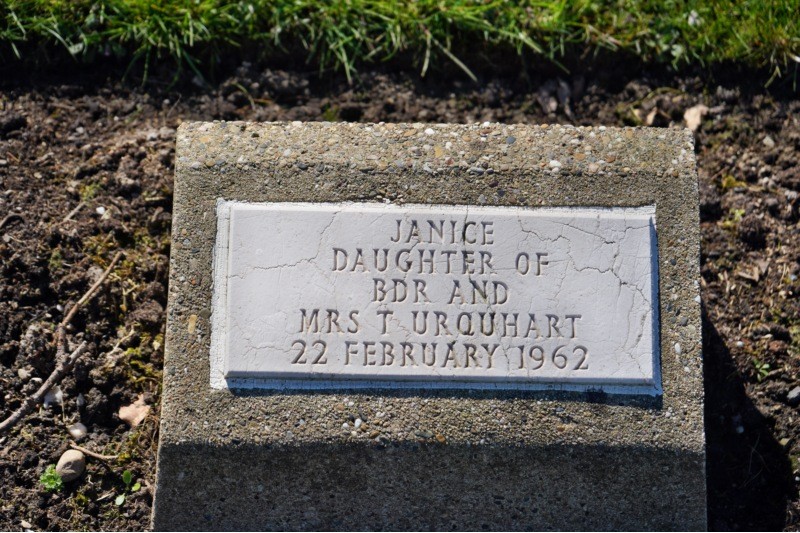 JANICE
DAUGHTER OF
BDR AND
MRS T URQUHART
22 FEBRUARY 1962